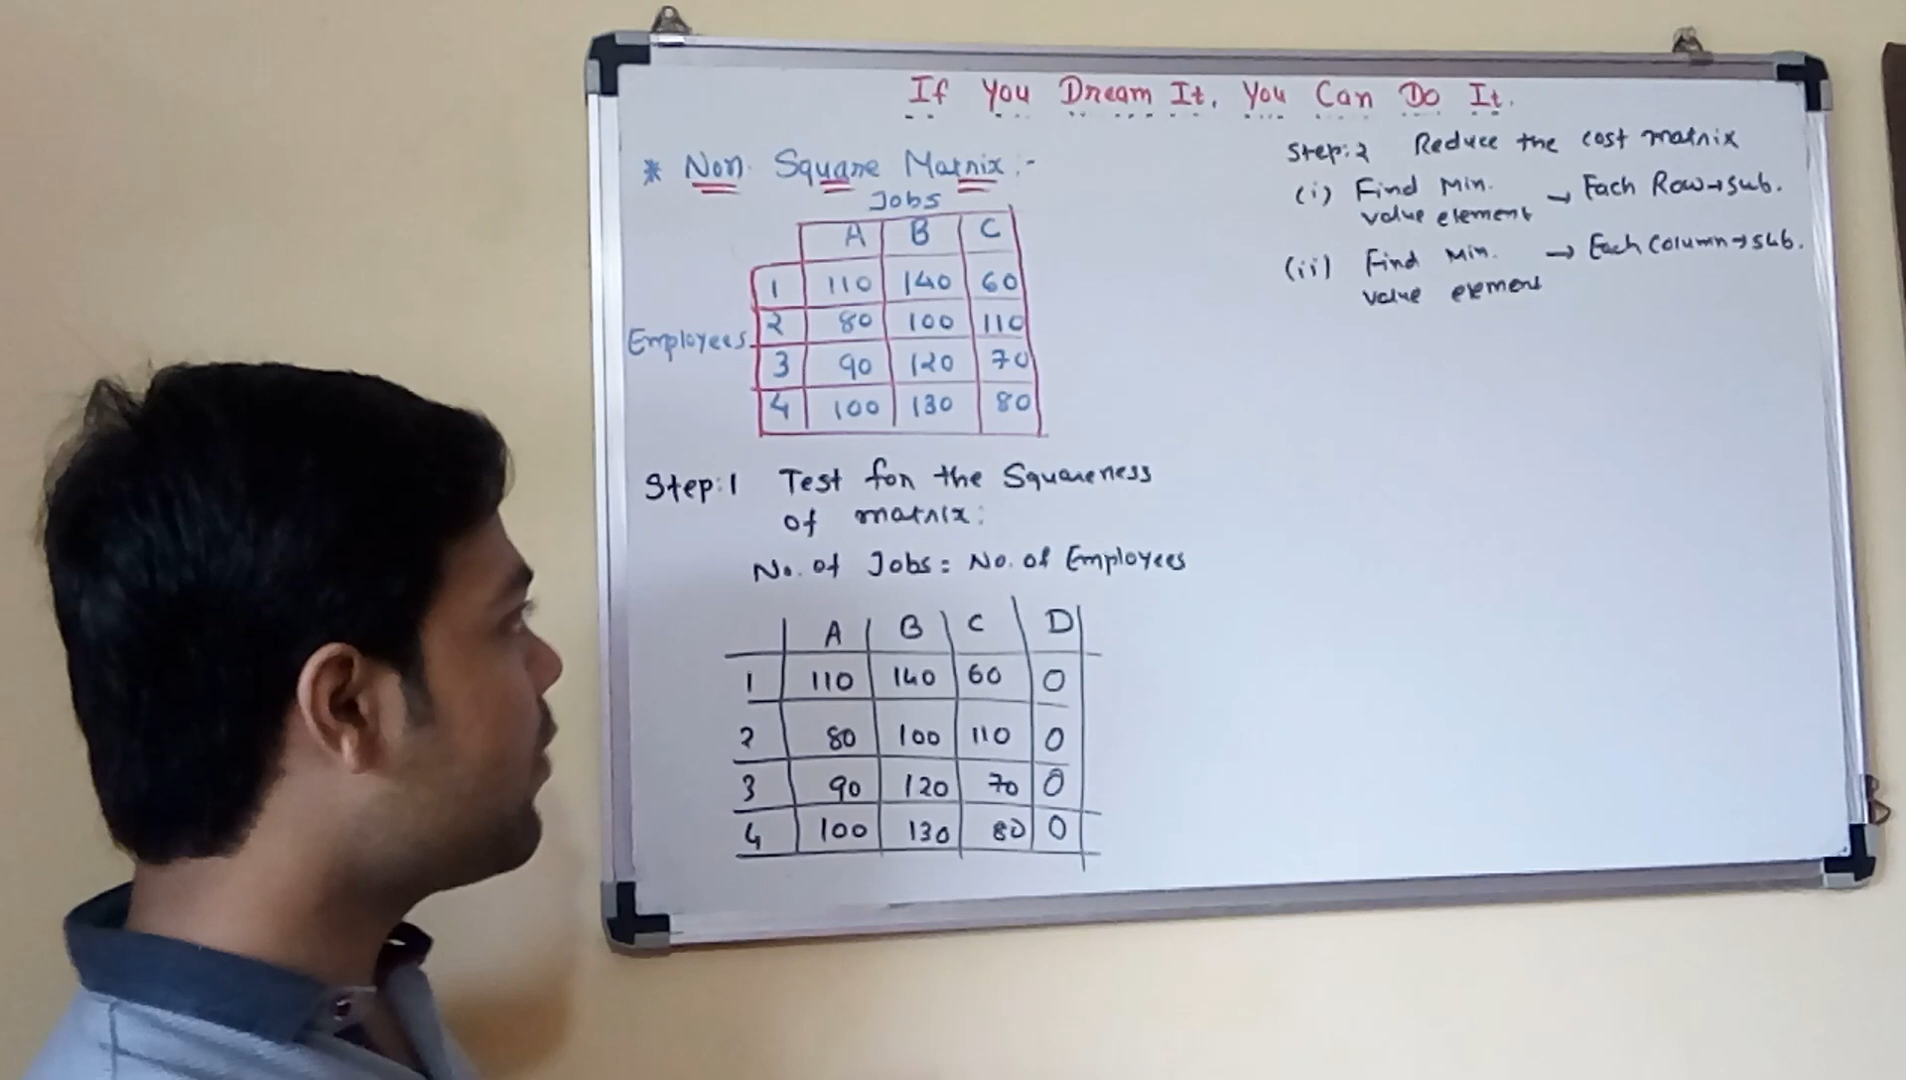 If You Dream It, You Can Do It.
* Non Square Matrix :-
Jobs
A B C
1 110 140 60
2 80 100 110
Employees
3 90 120 70
4 100 130 80
Step:1 Test for the Squareness
of matrix:
No. of Jobs = No. of Employees
A B C D
1 110 140 60 0
2 80 100 110 0
3 90 120 70 0
4 100 130 80 0
Step:2 Reduce the cost matrix
(i) Find Min. → Each Row → sub.
value element
(ii) Find Min. → Each Column → sub.
value element